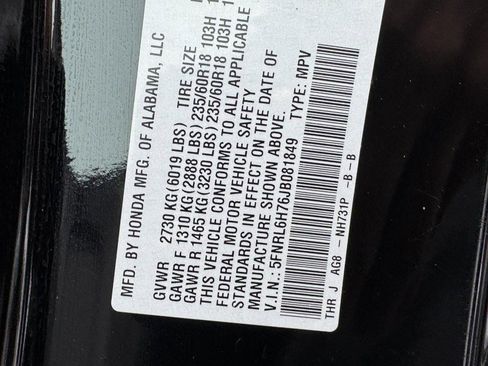 MFD. BY HONDA MFG. OF ALABAMA, LLC
GVWR 2730 KG(6019 LBS) TIRE SIZE
GAWR F 1310 KG(2888 LBS)235/60R18 103H
GAWR R 1465 KG(3230 LBS)235/60R18 103H
THIS VEHICLE CONFORMS TO ALL APPLICABLE
FEDERAL MOTOR VEHICLE SAFETY
STANDARDS IN EFFECT ON THE DATE OF
MANUFACTURE SHOWN ABOVE.
V.I.N.:5FNRL6H76JB081849 TYPE: MPV
THR J AG8 - NH731P -B -B